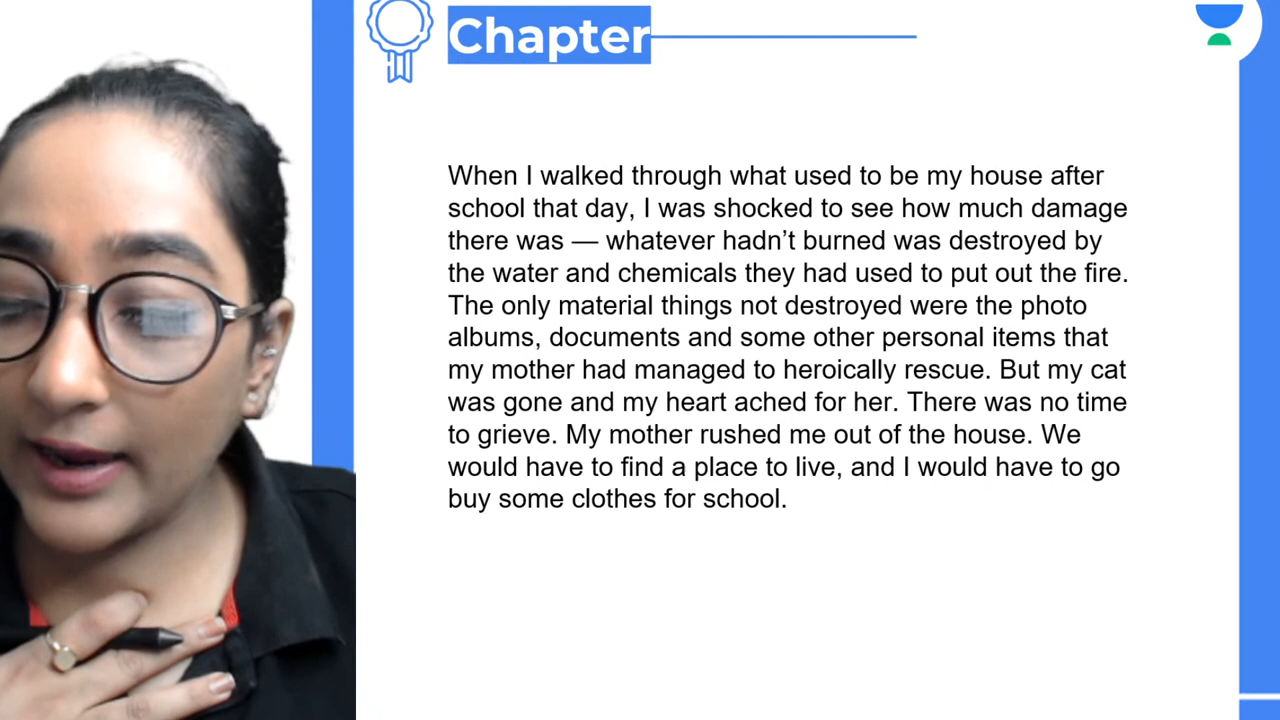 Chapter
When I walked through what used to be my house after
school that day, I was shocked to see how much damage
there was — whatever hadn’t burned was destroyed by
the water and chemicals they had used to put out the fire.
The only material things not destroyed were the photo
albums, documents and some other personal items that
my mother had managed to heroically rescue. But my cat
was gone and my heart ached for her. There was no time
to grieve. My mother rushed me out of the house. We
would have to find a place to live, and I would have to go
buy some clothes for school.